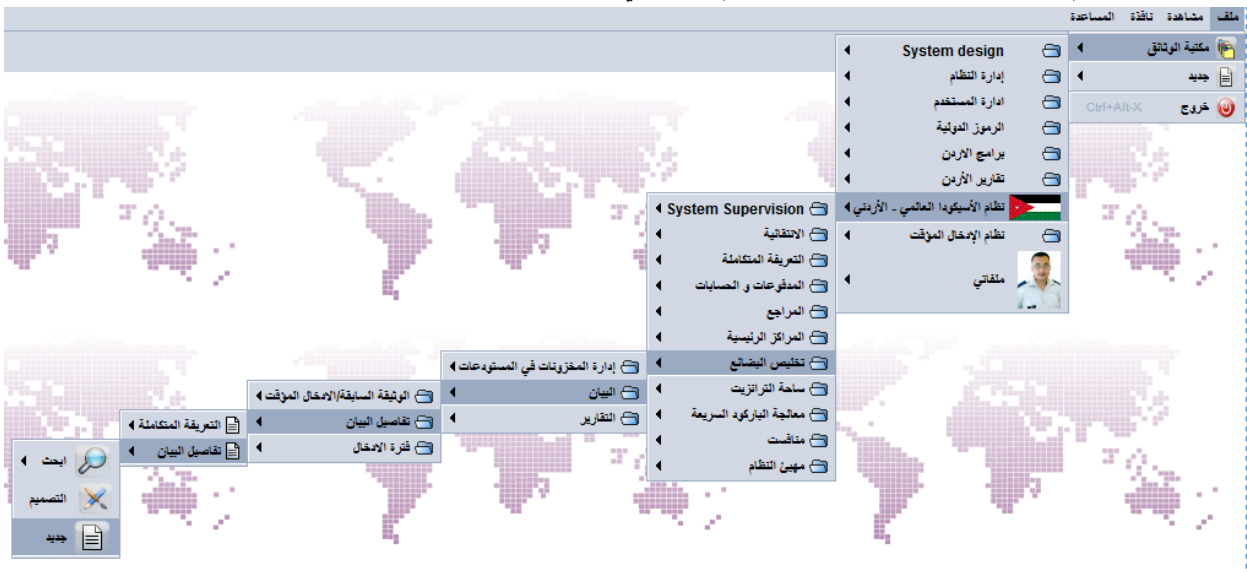 ملف مشاهدة نافذة المساعدة
مكتبة الوثائق
جديد
خروج Ctrl+Alt-X
System design
إدارة النظام
ادارة المستخدم
الرموز الدولية
برامج الاردن
تقارير الأردن
نظام الأسيكودا العالمي - الأردني
نظام الإدخال المؤقت
ملفاتي
System Supervision
الانتقائية
التعريفة المتكاملة
المدفوعات و الحسابات
المراجع
المراكز الرئيسية
تخليص البضائع
ساحة الترانزيت
معالجة الباركود السريعة
منافست
مهيئ النظام
إدارة المخزونات في المستودعات
البيان
التقارير
الوثيقة السابقة/الادخال المؤقت
تفاصيل البيان
فترة الادخال
التعريفة المتكاملة
تفاصيل البيان
ابحث
التصميم
جديد